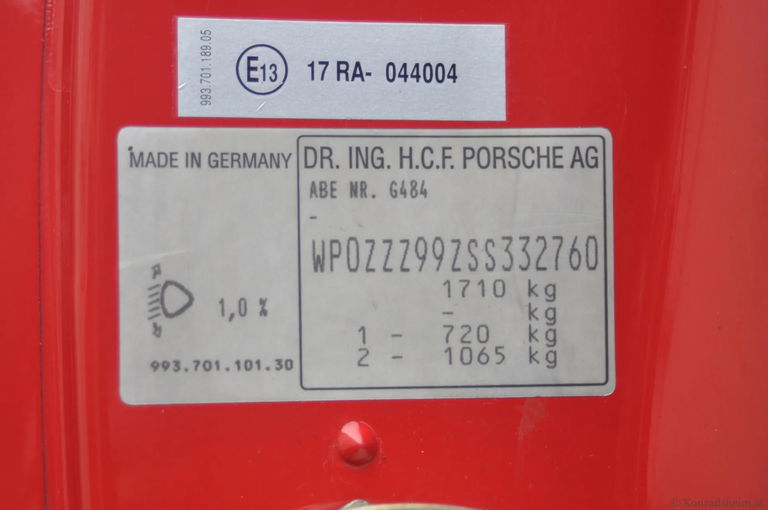 993.701.189.05
E13 17 RA- 044004
MADE IN GERMANY
DR. ING. H.C.F. PORSCHE AG
ABE NR. G484
-
WP0ZZZ99ZSS332760
1710 kg
- kg
1 - 720 kg
2 - 1065 kg
1,0 %
993.701.101.30
© Konradsheim.at